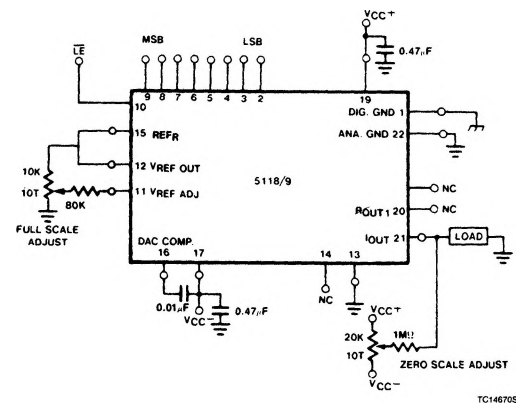 VCC+
LE
MSB
LSB
0.47µF
9 8 7 6 5 4 3 2
19
10
DIG. GND 1
15 REFR
ANA. GND 22
12 VREF OUT
5118/9
10K
10T
11 VREF ADJ
80K
NC
ROUT1 20
NC
FULL SCALE
ADJUST
IOUT 21
LOAD
DAC COMP.
16
17
14
13
0.01µF
VCC-
0.47µF
NC
VCC+
20K
10T
1MΩ
ZERO SCALE ADJUST
VCC-
TC14670S